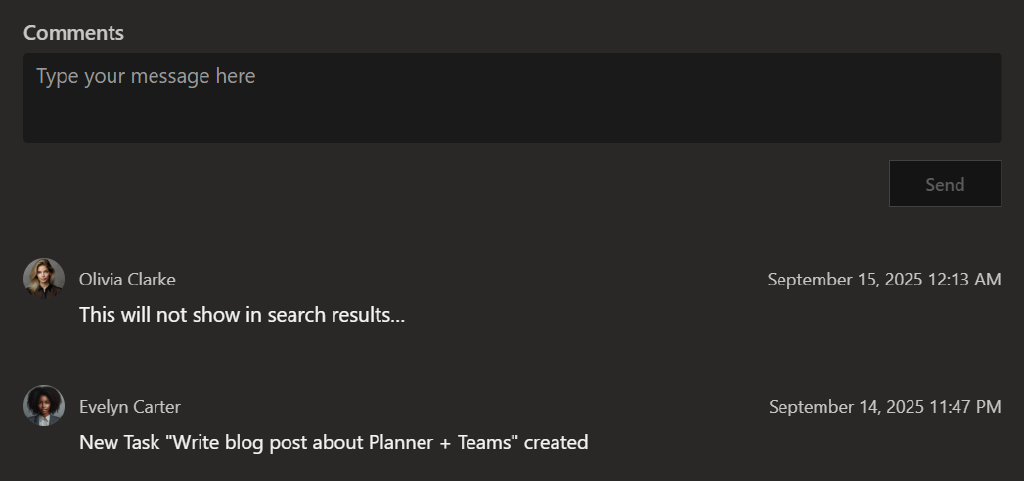 Comments
Type your message here
Send
Olivia Clarke September 15, 2025 12:13 AM
This will not show in search results...
Evelyn Carter September 14, 2025 11:47 PM
New Task "Write blog post about Planner + Teams" created